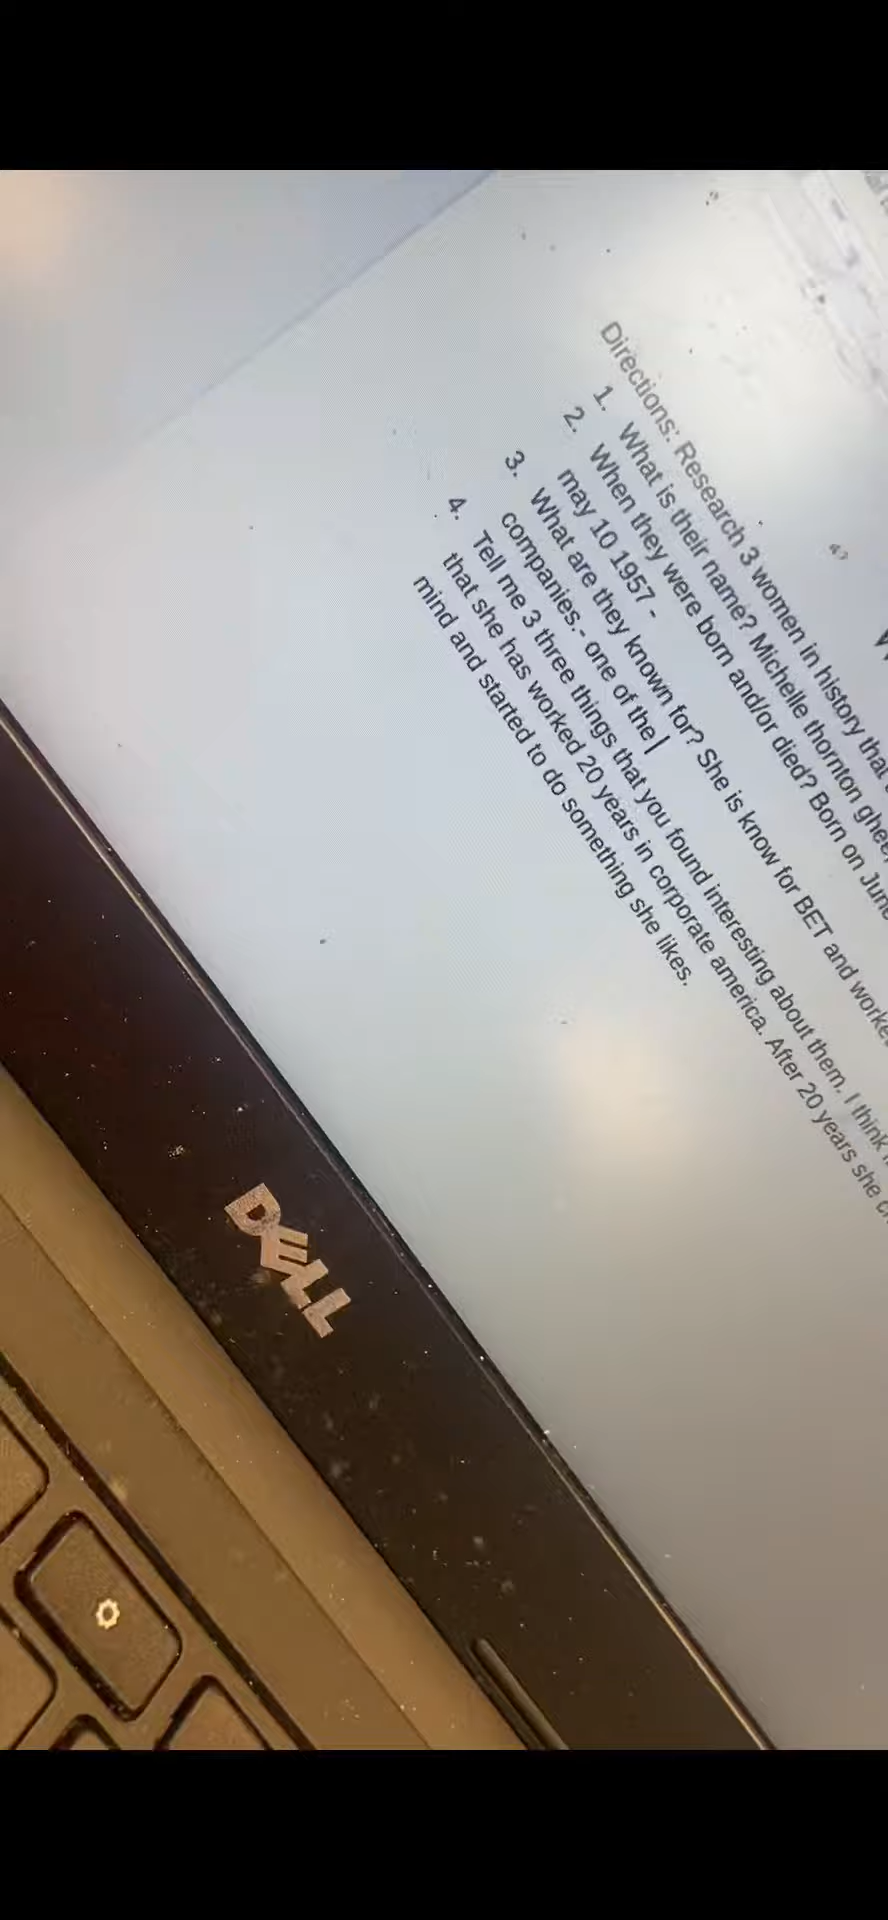 Directions: Research 3 women in history that
1. What is their name? Michelle thornton ghee
2. When they were born and/or died? Born on June
may 10 1957 -
3. What are they known for? She is know for BET and worke
companies.- one of the
4. Tell me 3 three things that you found interesting about them. I think
that she has worked 20 years in corporate america. After 20 years she
mind and started to do something she likes.
DELL